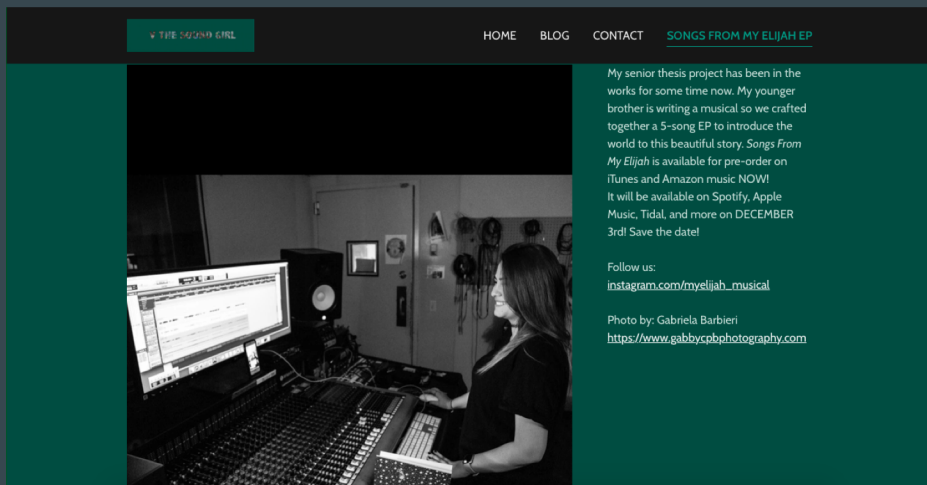 THE SOUND GIRL
HOME
BLOG
CONTACT
SONGS FROM MY ELIJAH EP
My senior thesis project has been in the
works for some time now. My younger
brother is writing a musical so we crafted
together a 5-song EP to introduce the
world to this beautiful story. Songs From
My Elijah is available for pre-order on
iTunes and Amazon music NOW!
It will be available on Spotify, Apple
Music, Tidal, and more on DECEMBER
3rd! Save the date!
Follow us:
instagram.com/myelijah_musical
Photo by: Gabriela Barbieri
https://www.gabbycpbphotography.com